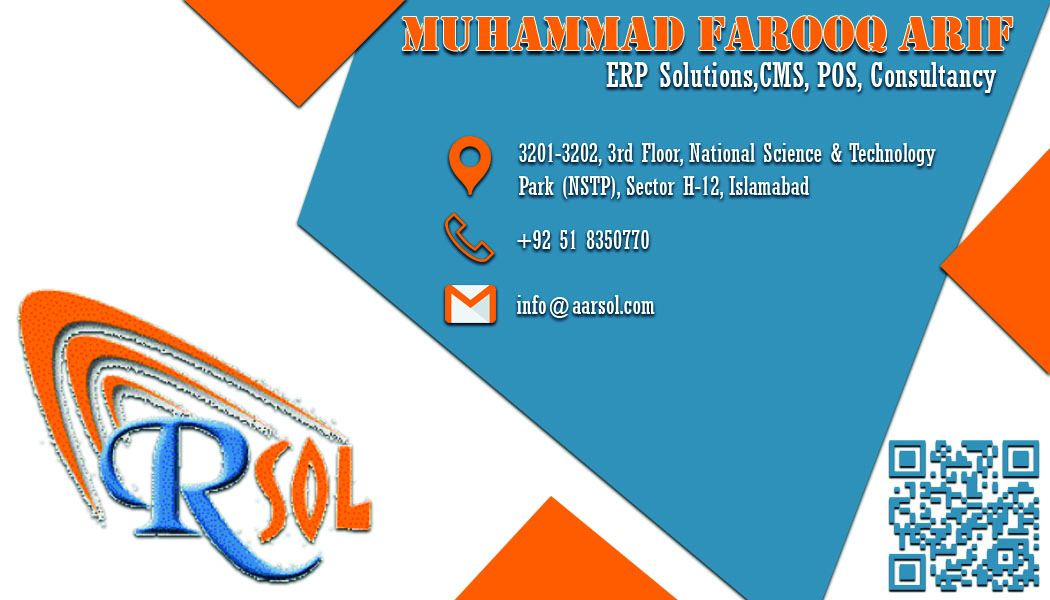 MUHAMMAD FAROOQ ARIF
ERP Solutions,CMS, POS, Consultancy
3201-3202, 3rd Floor, National Science & Technology
Park (NSTP), Sector H-12, Islamabad
+92 51 8350770
info@aarsol.com
RSOL